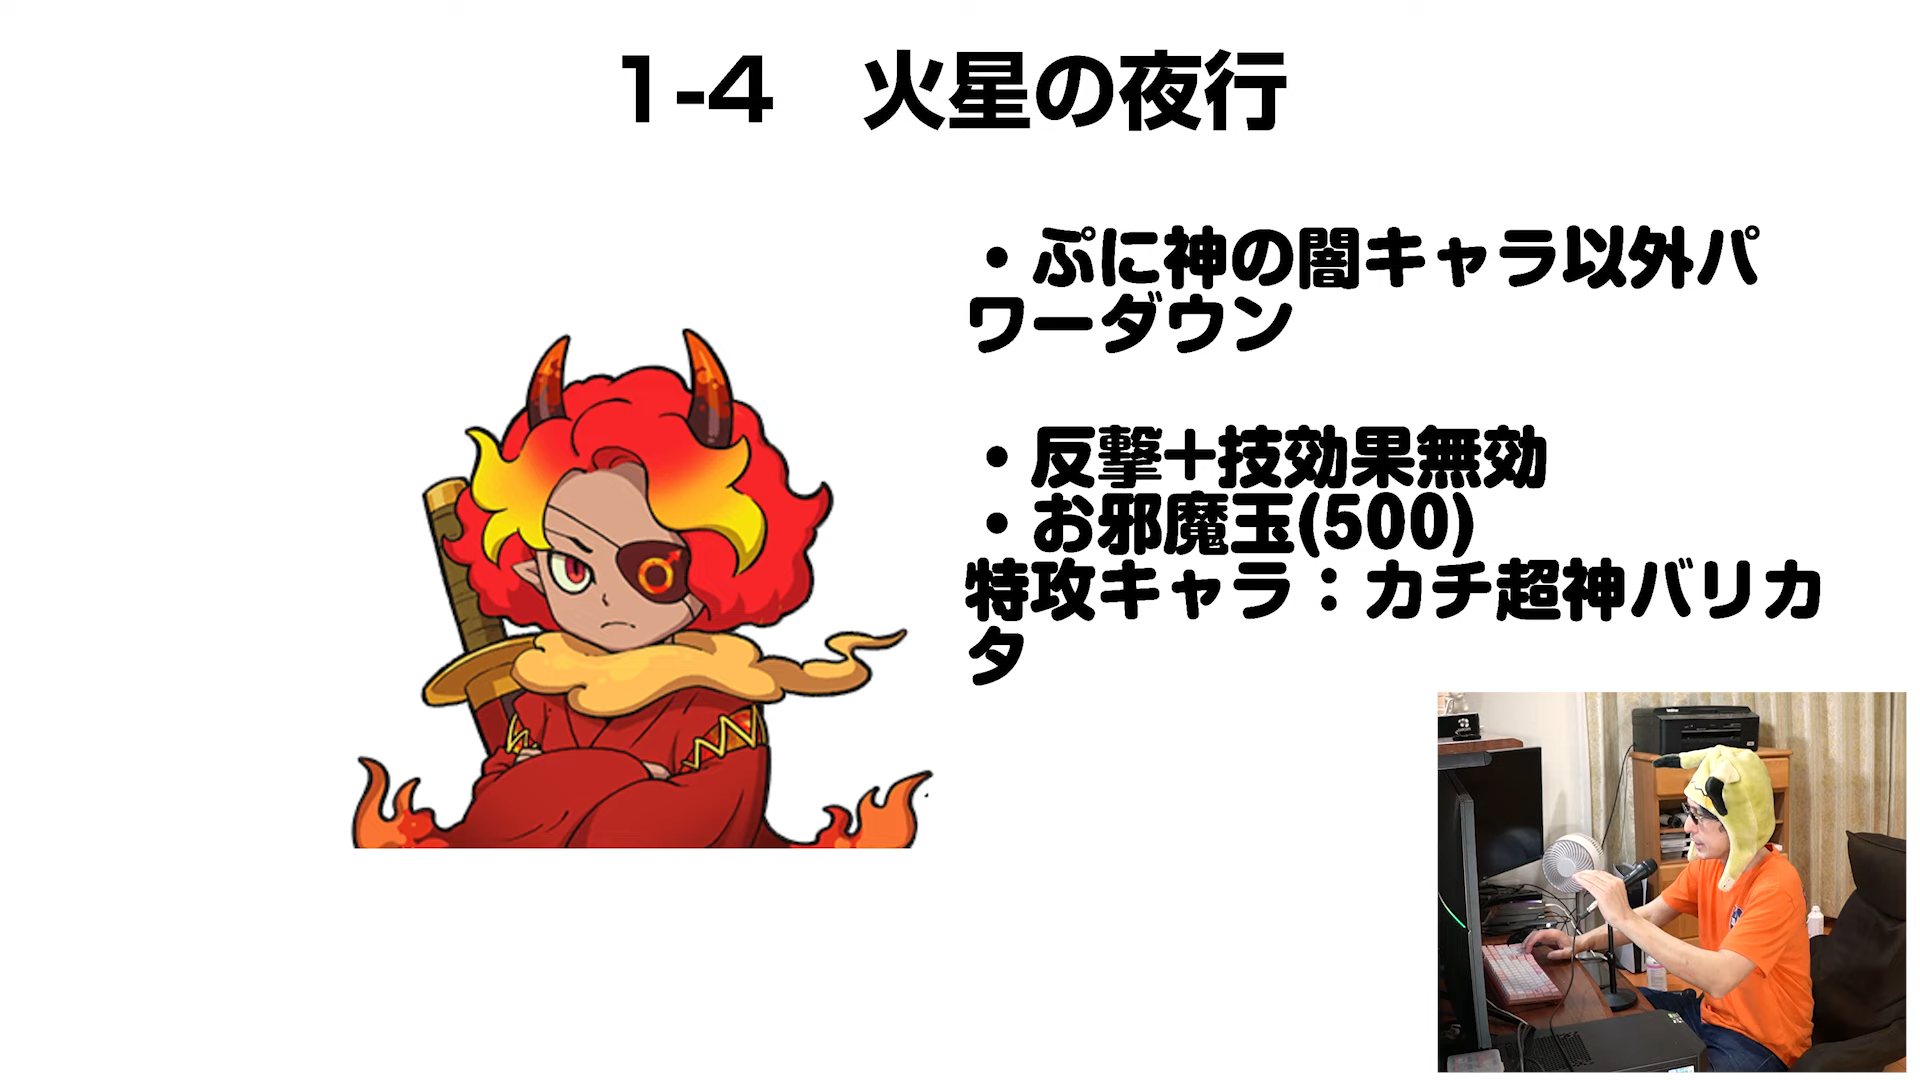 1-4　火星の夜行
・ぷに神の闇キャラ以外パ
ワーダウン
・反撃＋技効果無効
・お邪魔玉(500)
特攻キャラ：カチ超神バリカ
タ